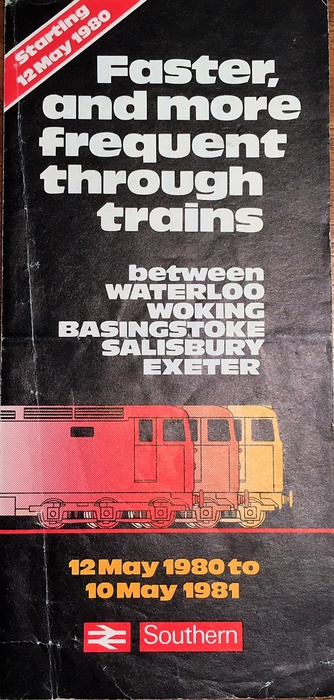 Starting
12 May 1980
Faster,
and more
frequent
through
trains
between
WATERLOO
WOKING
BASINGSTOKE
SALISBURY
EXETER
12 May 1980 to
10 May 1981
Southern